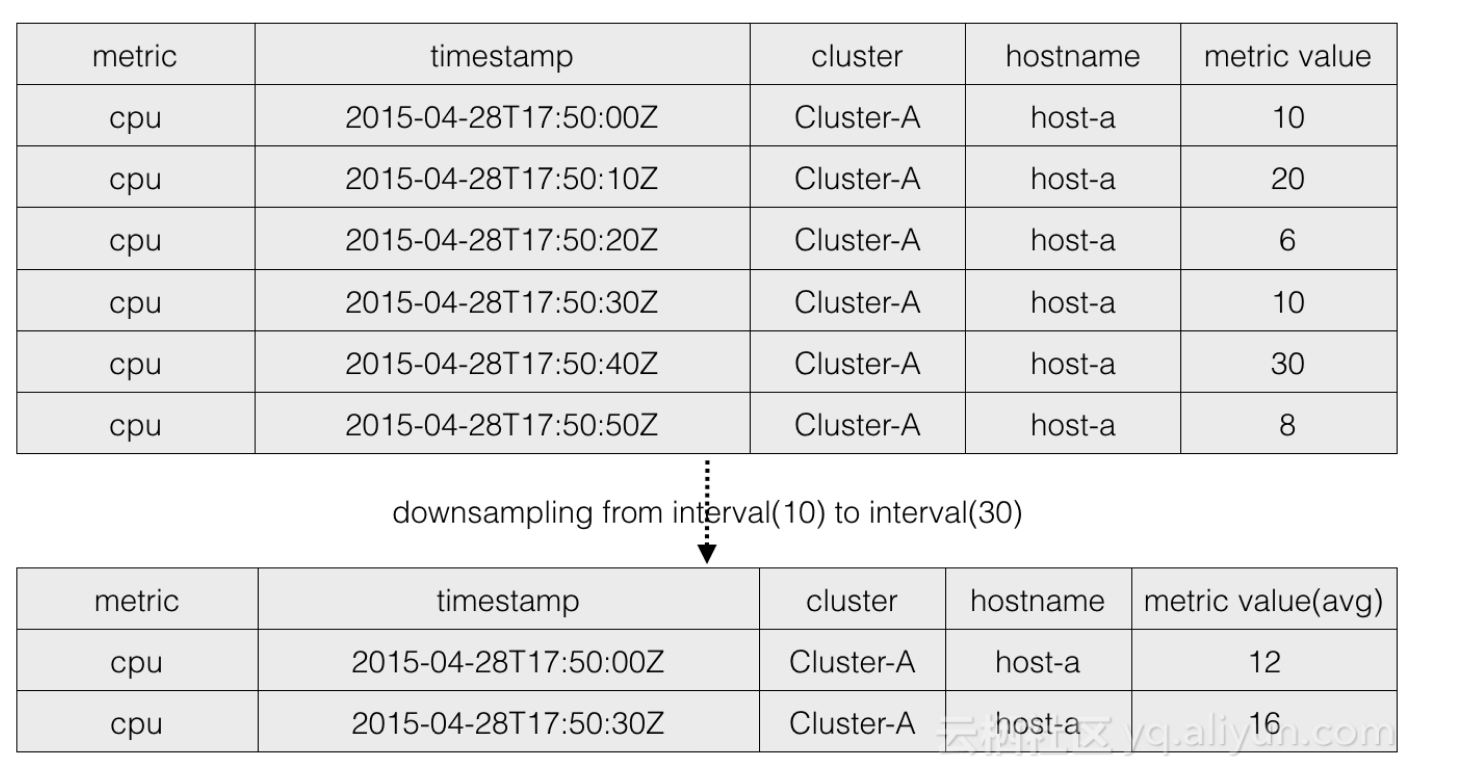 metric timestamp cluster hostname metric value
cpu 2015-04-28T17:50:00Z Cluster-A host-a 10
cpu 2015-04-28T17:50:10Z Cluster-A host-a 20
cpu 2015-04-28T17:50:20Z Cluster-A host-a 6
cpu 2015-04-28T17:50:30Z Cluster-A host-a 10
cpu 2015-04-28T17:50:40Z Cluster-A host-a 30
cpu 2015-04-28T17:50:50Z Cluster-A host-a 8
downsampling from interval(10) to interval(30)
metric timestamp cluster hostname metric value(avg)
cpu 2015-04-28T17:50:00Z Cluster-A host-a 12
cpu 2015-04-28T17:50:30Z Cluster-A host-a 16
云栖社区 yq.aliyun.com